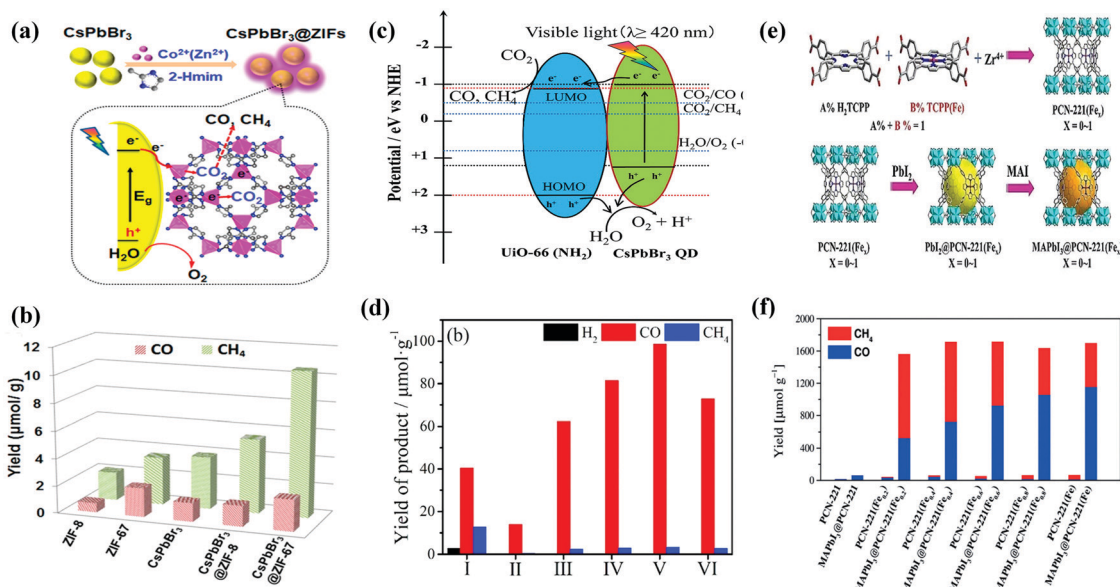 (a)
CsPbBr₃
CsPbBr₃@ZIFs
Co²⁺(Zn²⁺)
2-Hmim
CO, CH₄
e⁻
e⁻
CO₂
e⁻
E_g
e⁻
e⁻
CO₂
h⁺
H₂O
O₂
(b)
12
10
8
6
4
2
0
Yield (μmol/ g)
CO
CH₄
ZIF-8
ZIF-67
CsPbBr₃
CsPbBr₃
@ZIF-8
CsPbBr₃
@ZIF-67
(c)
Visible light (λ≥ 420 nm)
Potential / eV vs NHE
-2
-1
0
+1
+2
+3
CO₂
CO, CH₄
e⁻ e⁻
e⁻ e⁻
LUMO
CO₂/CO (
CO₂/CH₄
H₂O/O₂ (-
h⁺ h⁺
HOMO
h⁺ h⁺
O₂ + H⁺
H₂O
UiO-66 (NH₂)
CsPbBr₃ QD
(d)
(b)
H₂
CO
CH₄
Yield of product / μmol·g⁻¹
100
80
60
40
20
0
I
II
III
IV
V
VI
(e)
+
+ Zr⁴⁺
A% H₂TCPP
B% TCPP(Fe)
A% + B % = 1
PCN-221(Feₓ)
X = 0~1
PbI₂
MAI
PCN-221(Feₓ)
X = 0~1
PbI₂@PCN-221(Feₓ)
X = 0~1
MAPbI₃@PCN-221(Feₓ)
X = 0~1
(f)
CH₄
CO
Yield [μmol g⁻¹]
2000
1600
1200
800
400
0
PCN-221
MAPbI₃@PCN-221
PCN-221(Fe₀.₂)
MAPbI₃@PCN-221(Fe₀.₂)
PCN-221(Fe₀.₄)
MAPbI₃@PCN-221(Fe₀.₄)
PCN-221(Fe₀.₆)
MAPbI₃@PCN-221(Fe₀.₆)
PCN-221(Fe₀.₈)
MAPbI₃@PCN-221(Fe₀.₈)
PCN-221(Fe)
MAPbI₃@PCN-221(Fe)